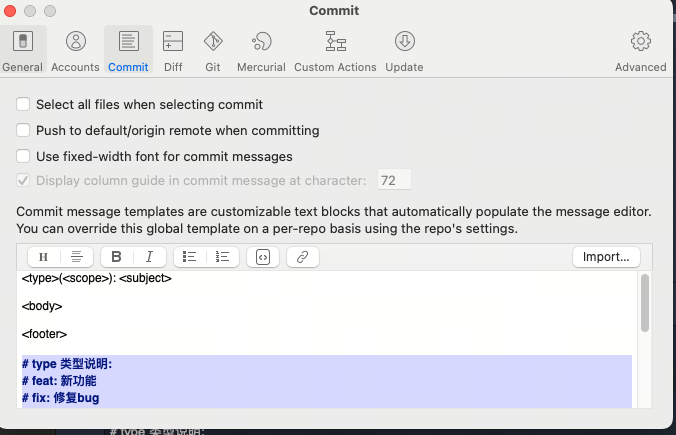 Commit
General Accounts Commit Diff Git Mercurial Custom Actions Update Advanced
Select all files when selecting commit
Push to default/origin remote when committing
Use fixed-width font for commit messages
Display column guide in commit message at character: 72
Commit message templates are customizable text blocks that automatically populate the message editor.
You can override this global template on a per-repo basis using the repo's settings.
H B I Import...
<type>(<scope>): <subject>
<body>
<footer>
# type 类型说明:
# feat: 新功能
# fix: 修复bug
# type 类型说明: